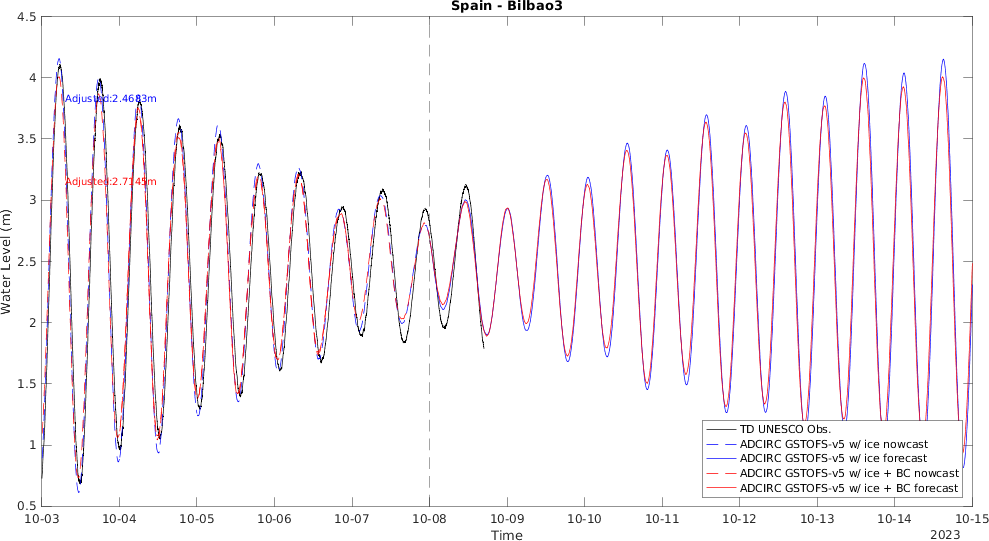 Spain - Bilbao3
4.5
4
3.5
3
2.5
2
1.5
1
0.5
Water Level (m)
Adjusted:2.4683m
Adjusted:2.7145m
TD UNESCO Obs.
ADCIRC GSTOFS-v5 w/ ice nowcast
ADCIRC GSTOFS-v5 w/ ice forecast
ADCIRC GSTOFS-v5 w/ ice + BC nowcast
ADCIRC GSTOFS-v5 w/ ice + BC forecast
10-03 10-04 10-05 10-06 10-07 10-08 10-09 10-10 10-11 10-12 10-13 10-14 10-15
Time
2023